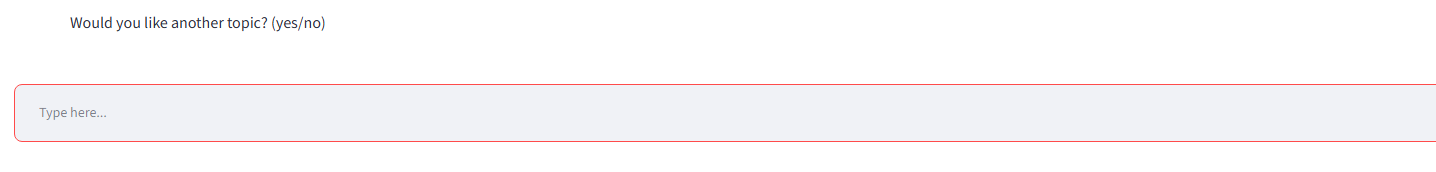 Would you like another topic? (yes/no)
Type here...